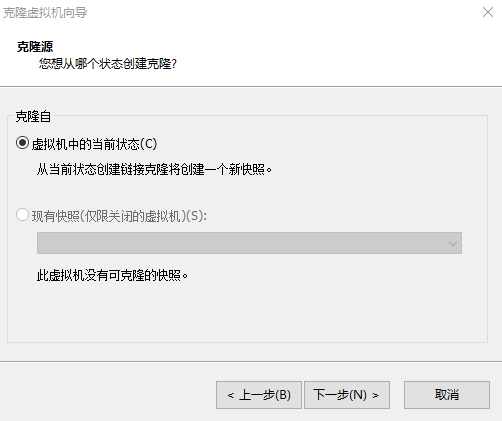 克隆虚拟机向导
克隆源
您想从哪个状态创建克隆?
克隆自
虚拟机中的当前状态(C)
从当前状态创建链接克隆将创建一个新快照。
现有快照(仅限关闭的虚拟机)(S):
此虚拟机没有可克隆的快照。
< 上一步(B) 下一步(N) > 取消